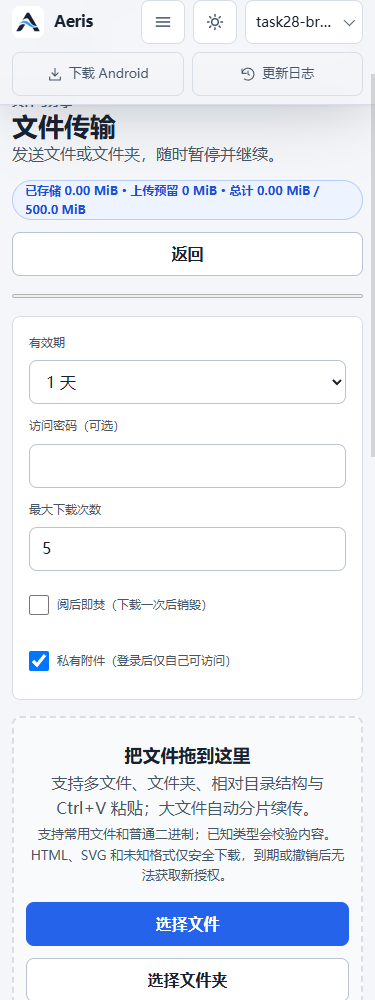 Aeris
task28-br...
下载 Android
更新日志
文件传输
发送文件或文件夹，随时暂停并继续。
已存储 0.00 MiB • 上传预留 0 MiB • 总计 0.00 MiB /
500.0 MiB
返回
有效期
1 天
访问密码（可选）
最大下载次数
5
阅后即焚（下载一次后销毁）
私有附件（登录后仅自己可访问）
把文件拖到这里
支持多文件、文件夹、相对目录结构与
Ctrl+V 粘贴；大文件自动分片续传。
支持常用文件和普通二进制；已知类型会校验内容。
HTML、SVG 和未知格式仅安全下载，到期或撤销后无
法获取新授权。
选择文件
选择文件夹